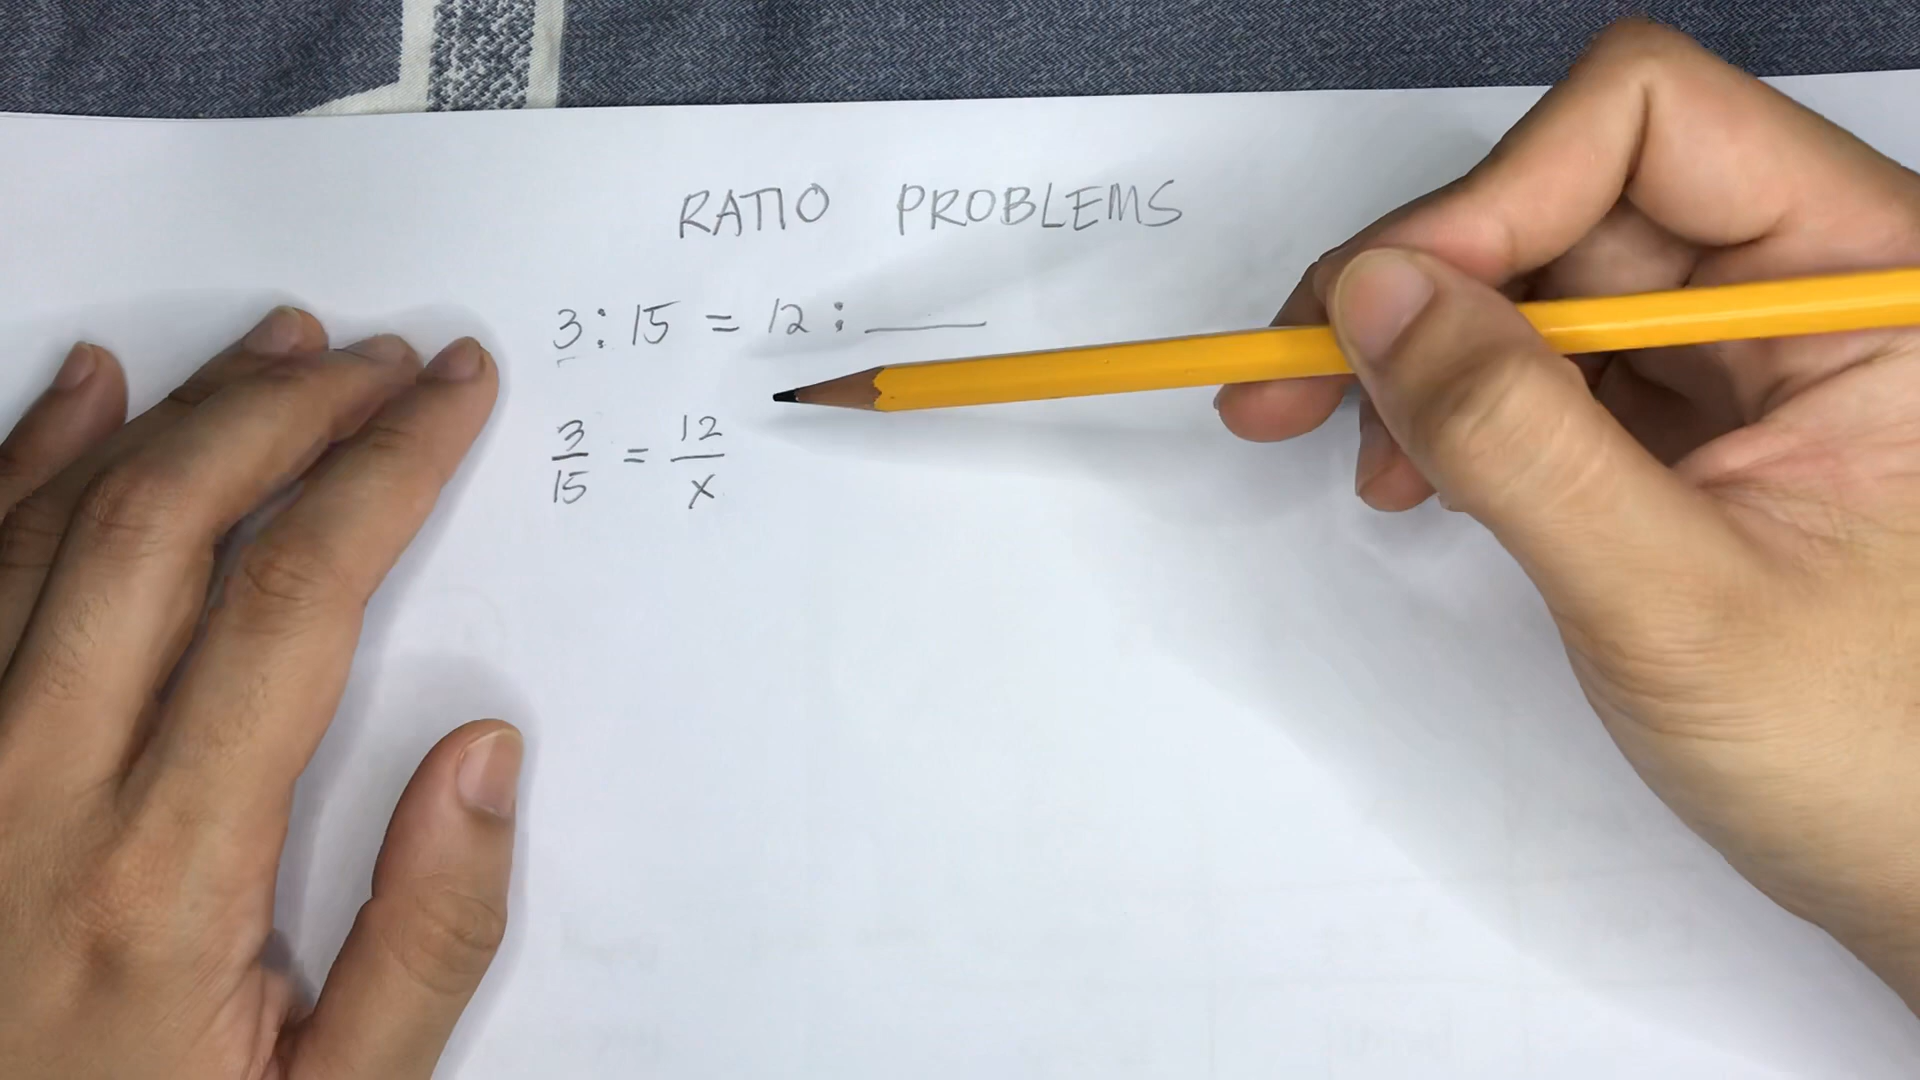 RATIO PROBLEMS
3 : 15 = 12 : ____
3/15 = 12/x